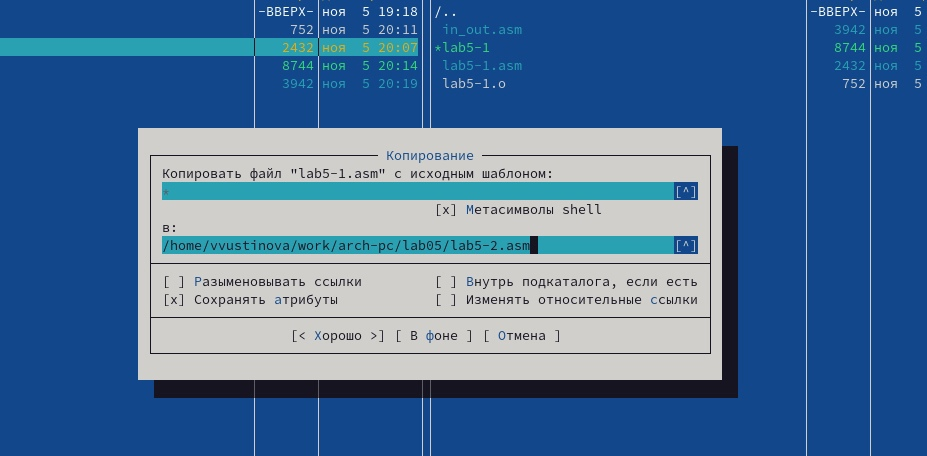 -ВВЕРХ- ноя  5 19:18 /.. -ВВЕРХ- ноя  5
752 ноя  5 20:11 in_out.asm 3942 ноя  5
2432 ноя  5 20:07 *lab5-1 8744 ноя  5
8744 ноя  5 20:14 lab5-1.asm 2432 ноя  5
3942 ноя  5 20:19 lab5-1.o 752 ноя  5
Копирование
Копировать файл "lab5-1.asm" с исходным шаблоном:
* [^]
[x] Метасимволы shell
в:
/home/vvustinova/work/arch-pc/lab05/lab5-2.asm [^]
[ ] Разыменовывать ссылки [ ] Внутрь подкаталога, если есть
[x] Сохранять атрибуты [ ] Изменять относительные ссылки
[< Хорошо >] [ В фоне ] [ Отмена ]